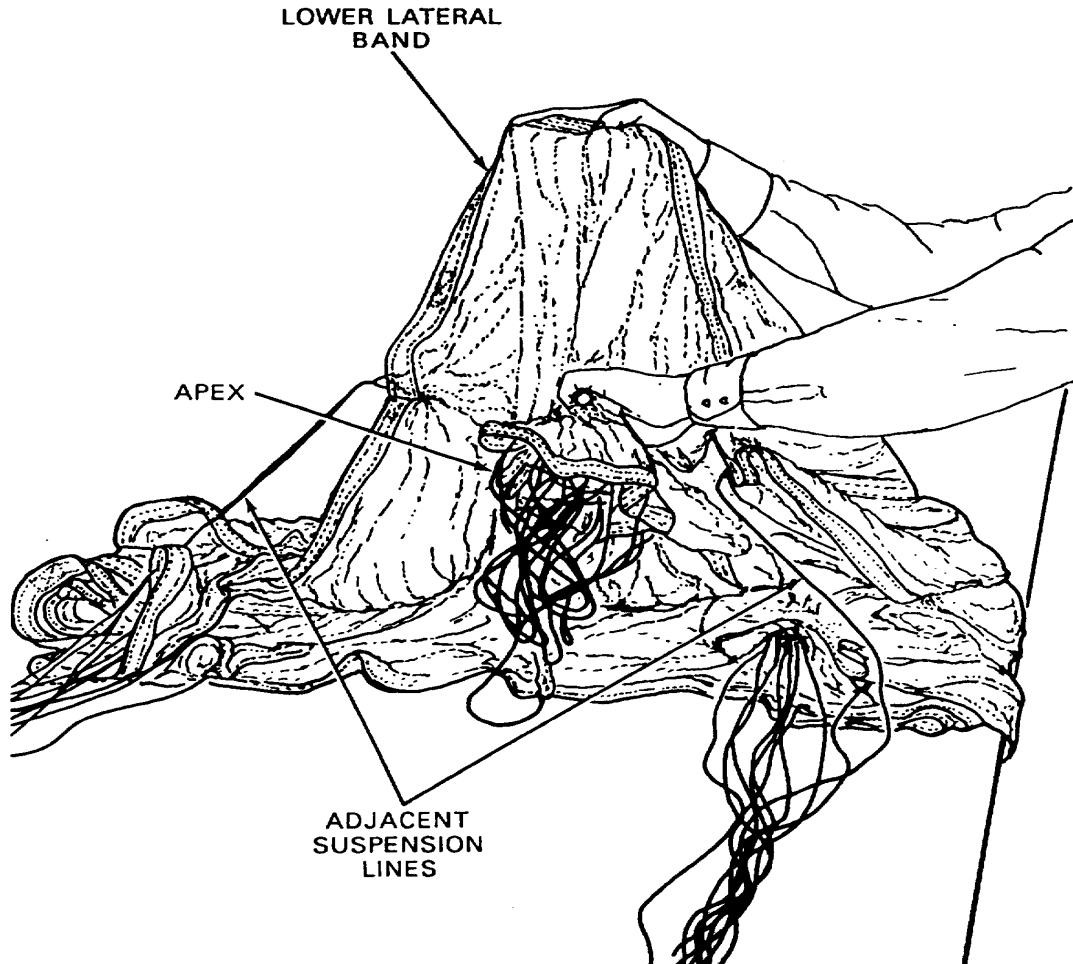 LOWER LATERAL
BAND
APEX
ADJACENT
SUSPENSION
LINES